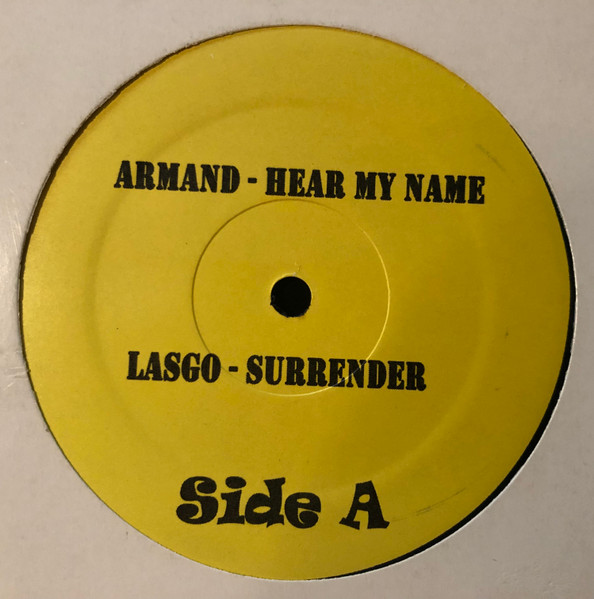 ARMAND - HEAR MY NAME
LASGO - SURRENDER
Side A